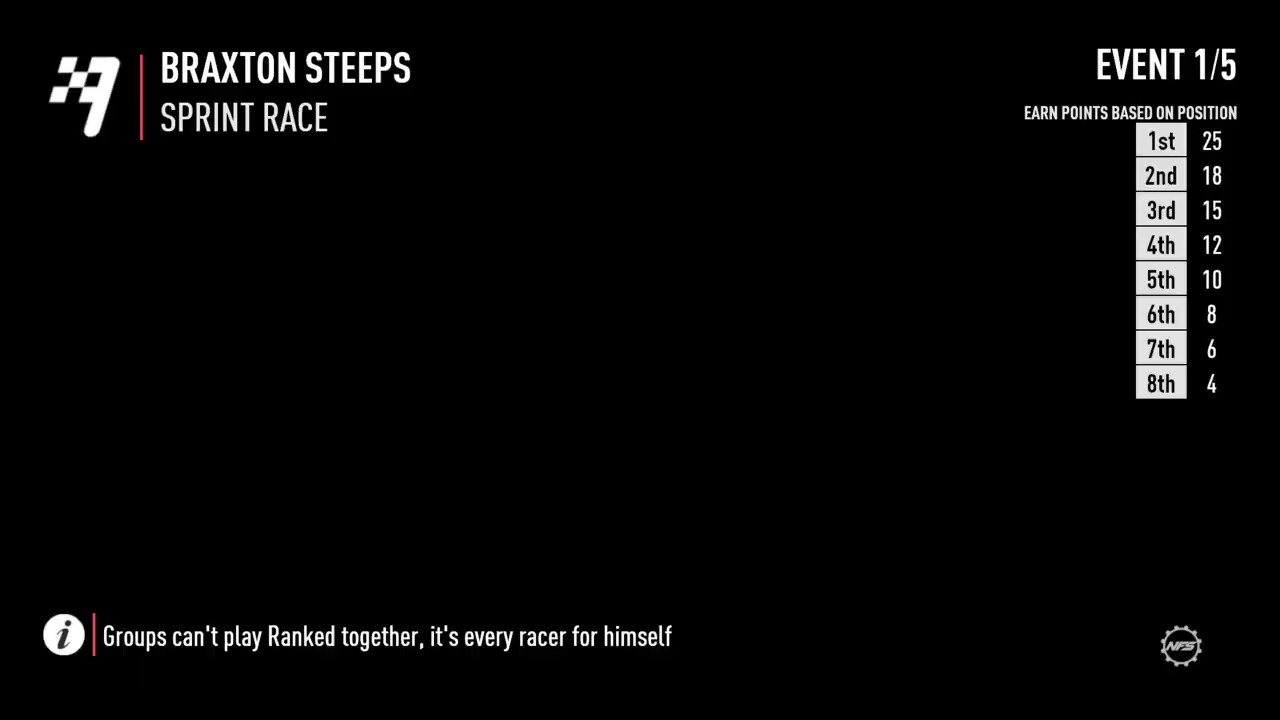 BRAXTON STEEPS
SPRINT RACE
EVENT 1/5
EARN POINTS BASED ON POSITION
1st 25
2nd 18
3rd 15
4th 12
5th 10
6th 8
7th 6
8th 4
Groups can't play Ranked together, it's every racer for himself
NFS